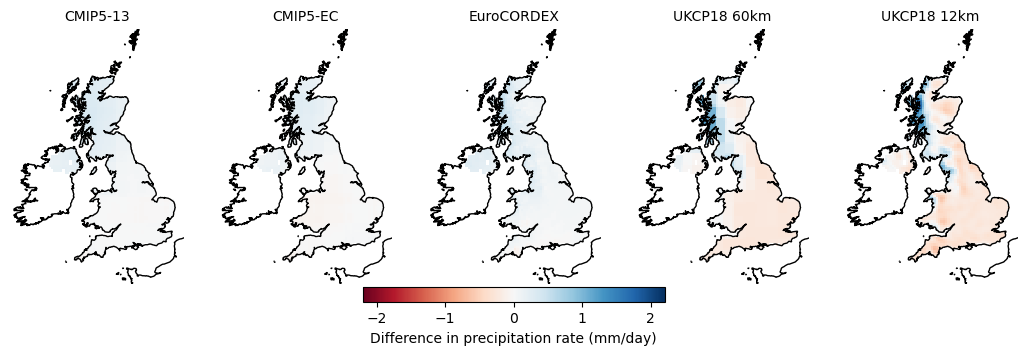 CMIP5-13
CMIP5-EC
EuroCORDEX
UKCP18 60km
UKCP18 12km
−2 −1 0 1 2
Difference in precipitation rate (mm/day)